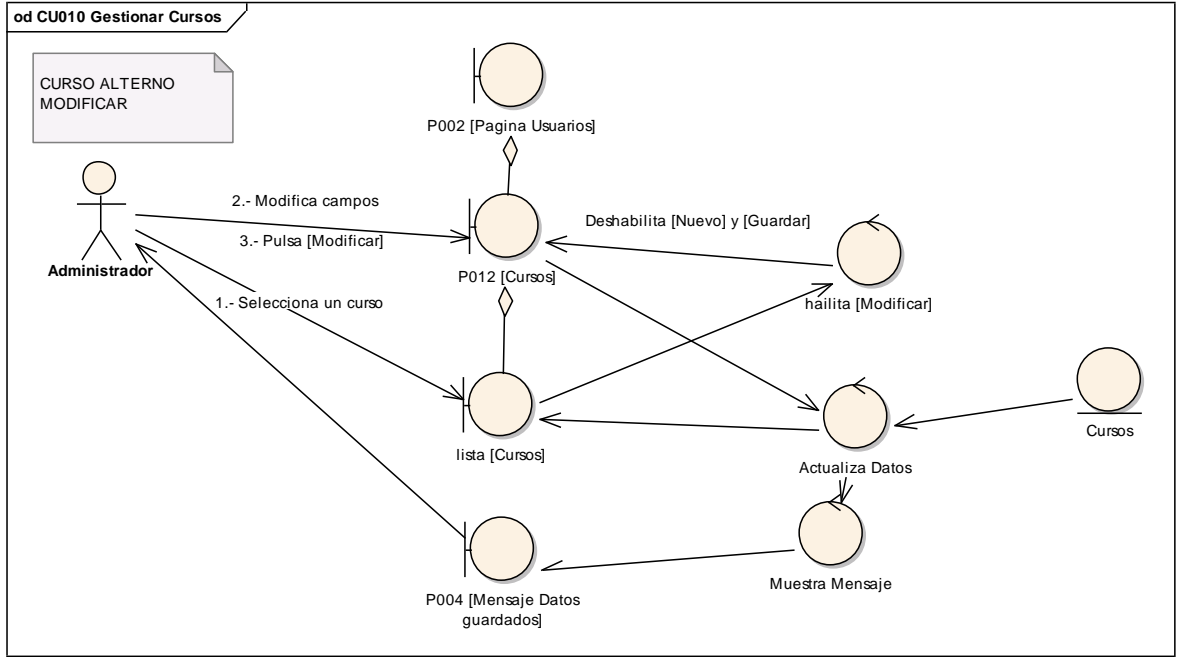 od CU010 Gestionar Cursos
CURSO ALTERNO
MODIFICAR
P002 [Pagina Usuarios]
2.- Modifica campos
3.- Pulsa [Modificar]
Deshabilita [Nuevo] y [Guardar]
Administrador
P012 [Cursos]
1.- Selecciona un curso
hailita [Modificar]
Cursos
lista [Cursos]
Actualiza Datos
Muestra Mensaje
P004 [Mensaje Datos
guardados]